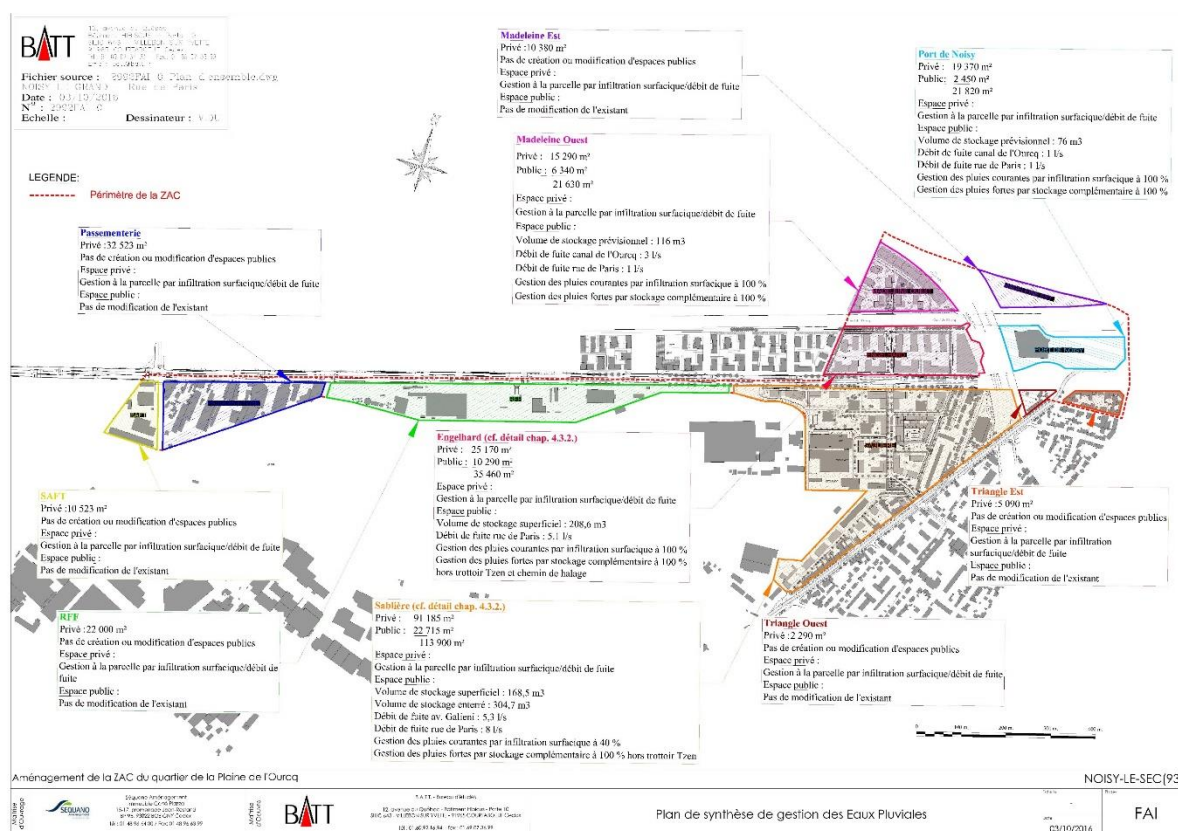 BATT
Fichier source : 2992FAI 0 Plan d ensemble.dwg
NOISY L GRAND Rue de Paris
Date : 03/10/2016
N° : 2992FA 0
Echelle :
Dessinateur :
LEGENDE:
Périmètre de la ZAC
Madeleine Est
Privé :10 380 m²
Pas de création ou modification d'espaces publics
Espace privé :
Gestion à la parcelle par infiltration surfacique/débit de fuite
Espace public :
Pas de modification de l'existant
Port de Noisy
Privé : 19 370 m²
Public: 2 450 m²
21 820 m²
Espace privé :
Gestion à la parcelle par infiltration surfacique/débit de fuite
Espace public :
Volume de stockage prévisionnel : 76 m3
Débit de fuite canal de l'Ourcq : 1 l/s
Débit de fuite rue de Paris : 1 l/s
Gestion des pluies courantes par infiltration surfacique à 100 %
Gestion des pluies fortes par stockage complémentaire à 100 %
Madeleine Ouest
Privé : 15 290 m²
Public : 6 340 m²
21 630 m²
Espace privé :
Gestion à la parcelle par infiltration surfacique/débit de fuite
Espace public :
Volume de stockage prévisionnel : 116 m3
Débit de fuite canal de l'Ourcq : 3 l/s
Débit de fuite rue de Paris : 1 l/s
Gestion des pluies courantes par infiltration surfacique à 100 %
Gestion des pluies fortes par stockage complémentaire à 100 %
Passementerie
Privé :32 523 m²
Pas de création ou modification d'espaces publics
Espace privé :
Gestion à la parcelle par infiltration surfacique/débit de fuite
Espace public :
Pas de modification de l'existant
PORT DE NOISY
SAFT
RFF
SABLIERE
Engelhard (cf. détail chap. 4.3.2.)
Privé : 25 170 m²
Public : 10 290 m²
35 460 m²
Espace privé :
Gestion à la parcelle par infiltration surfacique/débit de fuite
Espace public :
Volume de stockage superficiel : 208,6 m3
Débit de fuite rue de Paris : 5,1 l/s
Gestion des pluies courantes par infiltration surfacique à 100 %
Gestion des pluies fortes par stockage complémentaire à 100 %
hors trottoir Tzen et chemin de halage
SAFT
Privé :10 523 m²
Pas de création ou modification d'espaces publics
Espace privé :
Gestion à la parcelle par infiltration surfacique/débit de fuite
Espace public :
Pas de modification de l'existant
Triangle Est
Privé :5 090 m²
Pas de création ou modification d'espaces publics
Espace privé :
Gestion à la parcelle par infiltration
surfacique/débit de fuite
Espace public :
Pas de modification de l'existant
RFF
Privé :22 000 m²
Pas de création ou modification d'espaces publics
Espace privé :
Gestion à la parcelle par infiltration surfacique/débit de
fuite
Espace public :
Pas de modification de l'existant
Sablière (cf. détail chap. 4.3.2.)
Privé : 91 185 m²
Public : 22 715 m²
113 900 m²
Espace privé :
Gestion à la parcelle par infiltration surfacique/débit de fuite
Espace public :
Volume de stockage superficiel : 168,5 m3
Volume de stockage enterré : 304,7 m3
Débit de fuite av. Galieni : 5,3 l/s
Débit de fuite rue de Paris : 8 l/s
Gestion des pluies courantes par infiltration surfacique à 40 %
Gestion des pluies fortes par stockage complémentaire à 100 % hors trottoir Tzen
Triangle Ouest
Privé :2 290 m²
Pas de création ou modification d'espaces publics
Espace privé :
Gestion à la parcelle par infiltration surfacique/débit de fuite
Espace public :
Pas de modification de l'existant
Aménagement de la ZAC du quartier de la Plaine de l'Ourcq
NOISY-LE-SEC(93
Maîtrise d'Ouvrage
SEQUANO
Séquano Aménagement
BATT
Plan de synthèse de gestion des Eaux Pluviales
03/10/2016
FAI